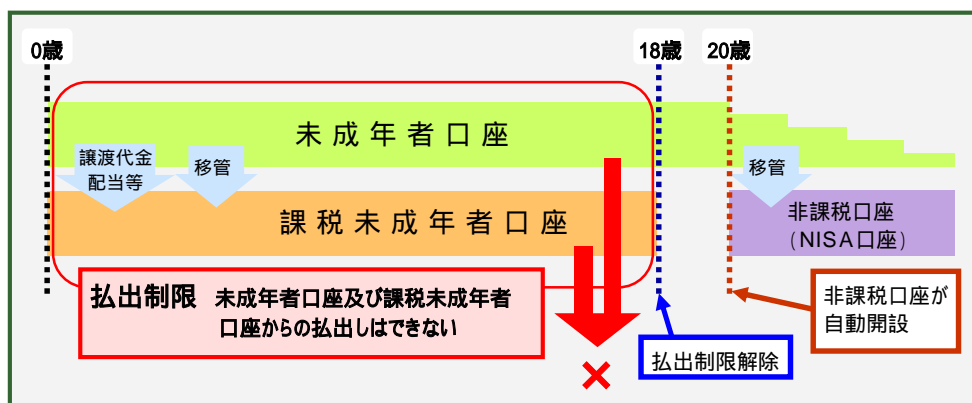 0歳
18歳
20歳
未成年者口座
譲渡代金
配当等
移管
移管
課税未成年者口座
非課税口座
(NISA口座)
払出制限 未成年者口座及び課税未成年者
口座からの払出しはできない
払出制限解除
非課税口座が
自動開設